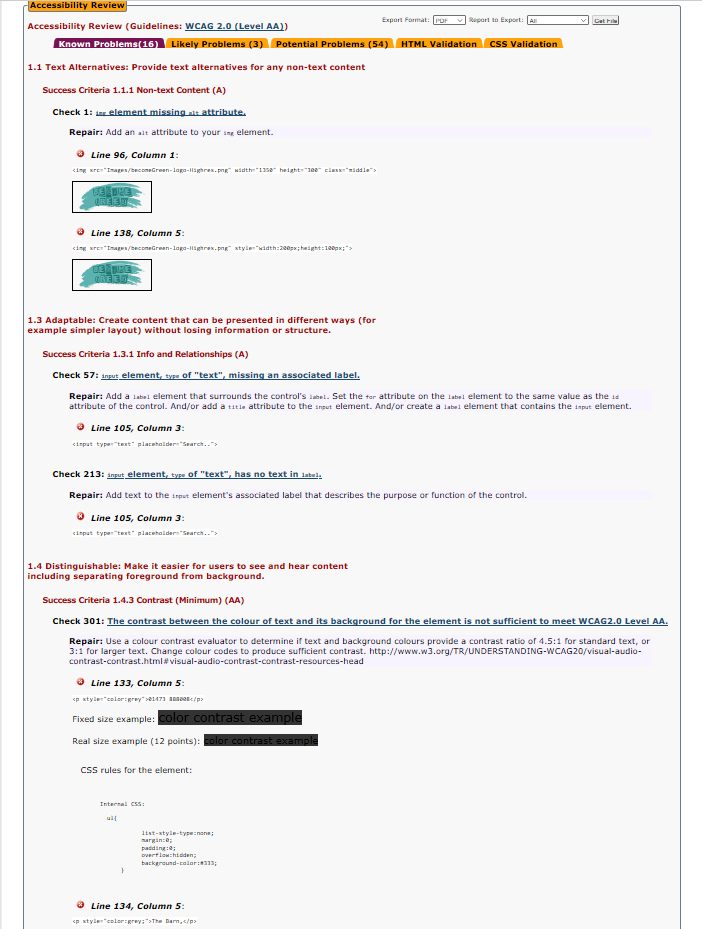 Accessibility Review
Accessibility Review (Guidelines: WCAG 2.0 (Level AA))
Export Format: PDF Report to Export: All Get File
Known Problems(16) Likely Problems (3) Potential Problems (54) HTML Validation CSS Validation
1.1 Text Alternatives: Provide text alternatives for any non-text content
Success Criteria 1.1.1 Non-text Content (A)
Check 1: img element missing alt attribute.
Repair: Add an alt attribute to your img element.
Line 96, Column 1:
<img src="Images/becomeGreen-logo-Highres.png" width="1350" height="300" class="middle">
BECOME
GREEN
Line 138, Column 5:
<img src="Images/becomeGreen-logo-Highres.png" style="width:200px;height:100px;">
BECOME
GREEN
1.3 Adaptable: Create content that can be presented in different ways (for
example simpler layout) without losing information or structure.
Success Criteria 1.3.1 Info and Relationships (A)
Check 57: input element, type of "text", missing an associated label.
Repair: Add a label element that surrounds the control's label. Set the for attribute on the label element to the same value as the id
attribute of the control. And/or add a title attribute to the input element. And/or create a label element that contains the input element.
Line 105, Column 3:
<input type="text" placeholder="Search..">
Check 213: input element, type of "text", has no text in label.
Repair: Add text to the input element's associated label that describes the purpose or function of the control.
Line 105, Column 3:
<input type="text" placeholder="Search..">
1.4 Distinguishable: Make it easier for users to see and hear content
including separating foreground from background.
Success Criteria 1.4.3 Contrast (Minimum) (AA)
Check 301: The contrast between the colour of text and its background for the element is not sufficient to meet WCAG2.0 Level AA.
Repair: Use a colour contrast evaluator to determine if text and background colours provide a contrast ratio of 4.5:1 for standard text, or
3:1 for larger text. Change colour codes to produce sufficient contrast. http://www.w3.org/TR/UNDERSTANDING-WCAG20/visual-audio-
contrast-contrast.html#visual-audio-contrast-contrast-resources-head
Line 133, Column 5:
<p style="color:grey">01473 888008</p>
Fixed size example: color contrast example
Real size example (12 points): color contrast example
CSS rules for the element:
Internal CSS:
ul{
list-style-type:none;
margin:0;
padding:0;
overflow:hidden;
background-color:#333;
}
Line 134, Column 5:
<p style="color:grey;">The Barn,</p>